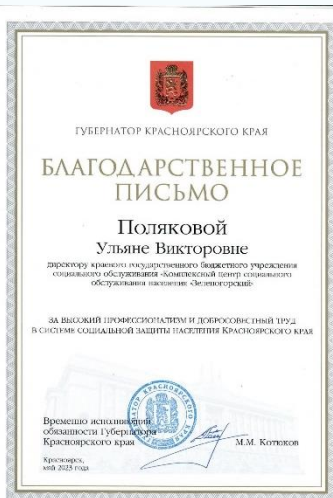 ГУБЕРНАТОР КРАСНОЯРСКОГО КРАЯ
БЛАГОДАРСТВЕННОЕ
ПИСЬМО
Поляковой
Ульяне Викторовне
директору краевого государственного бюджетного учреждения
социального обслуживания «Комплексный центр социального
обслуживания населения «Зеленогорский»
ЗА ВЫСОКИЙ ПРОФЕССИОНАЛИЗМ И ДОБРОСОВЕСТНЫЙ ТРУД
В СИСТЕМЕ СОЦИАЛЬНОЙ ЗАЩИТЫ НАСЕЛЕНИЯ КРАСНОЯРСКОГО КРАЯ
Временно исполняющий
обязанности Губернатора
Красноярского края
М.М. Котюков
Красноярск,
май 2023 года